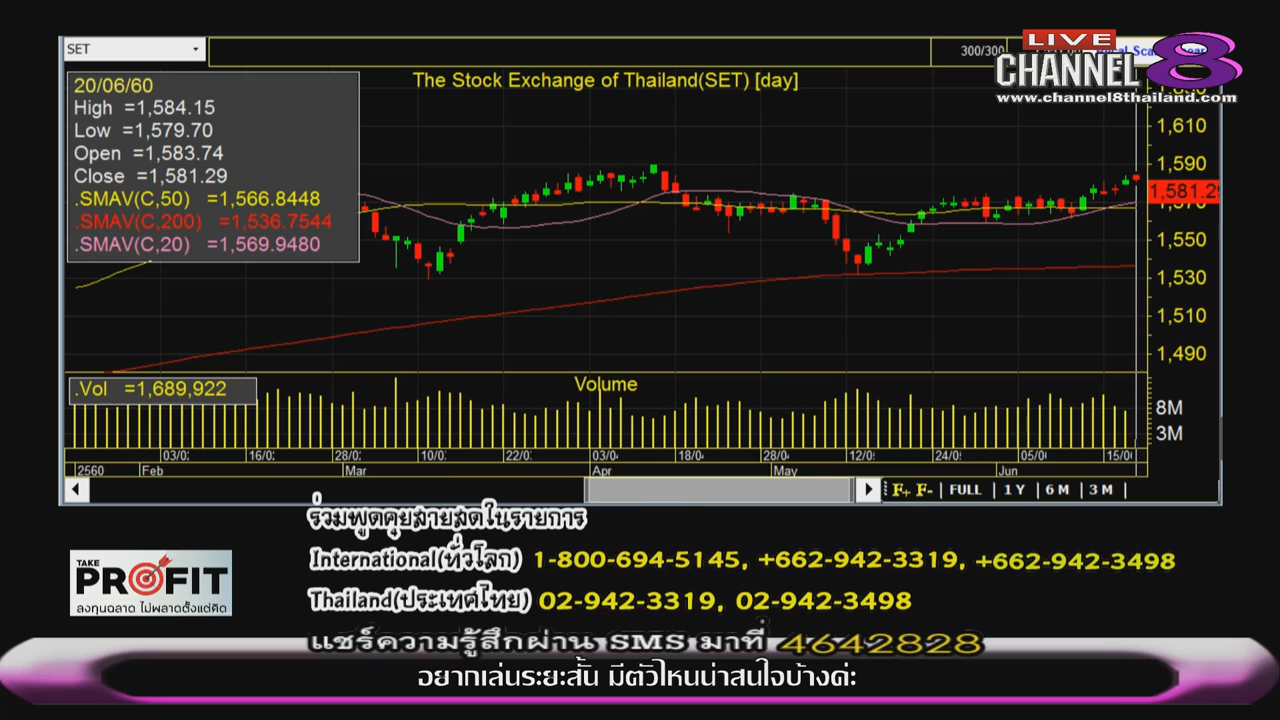 SET
300/300
LIVE
CHANNEL 8
www.channel8thailand.com
The Stock Exchange of Thailand(SET) [day]
20/06/60
High =1,584.15
Low =1,579.70
Open =1,583.74
Close =1,581.29
.SMAV(C,50) =1,566.8448
.SMAV(C,200) =1,536.7544
.SMAV(C,20) =1,569.9480
1,610
1,590
1,581.29
1,570
1,550
1,530
1,510
1,490
.Vol =1,689,922
Volume
8M
3M
03/0 16/0 28/0 10/0 22/0 03/0 18/0 28/0 12/0 24/0 05/0 15/0
2560 Feb Mar Apr May Jun
F+ F- | FULL | 1 Y | 6 M | 3 M |
ร่วมพูดคุยสายสดในรายการ
International(ทั่วโลก) 1-800-694-5145, +662-942-3319, +662-942-3498
TAKE
PROFIT
ลงทุนฉลาด ไม่พลาดตั้งแต่คิด
Thailand(ประเทศไทย) 02-942-3319, 02-942-3498
แชร์ความรู้สึกผ่าน SMS มาที่ 4642828
อยากเล่นระยะสั้น มีตัวไหนน่าสนใจบ้างค่ะ